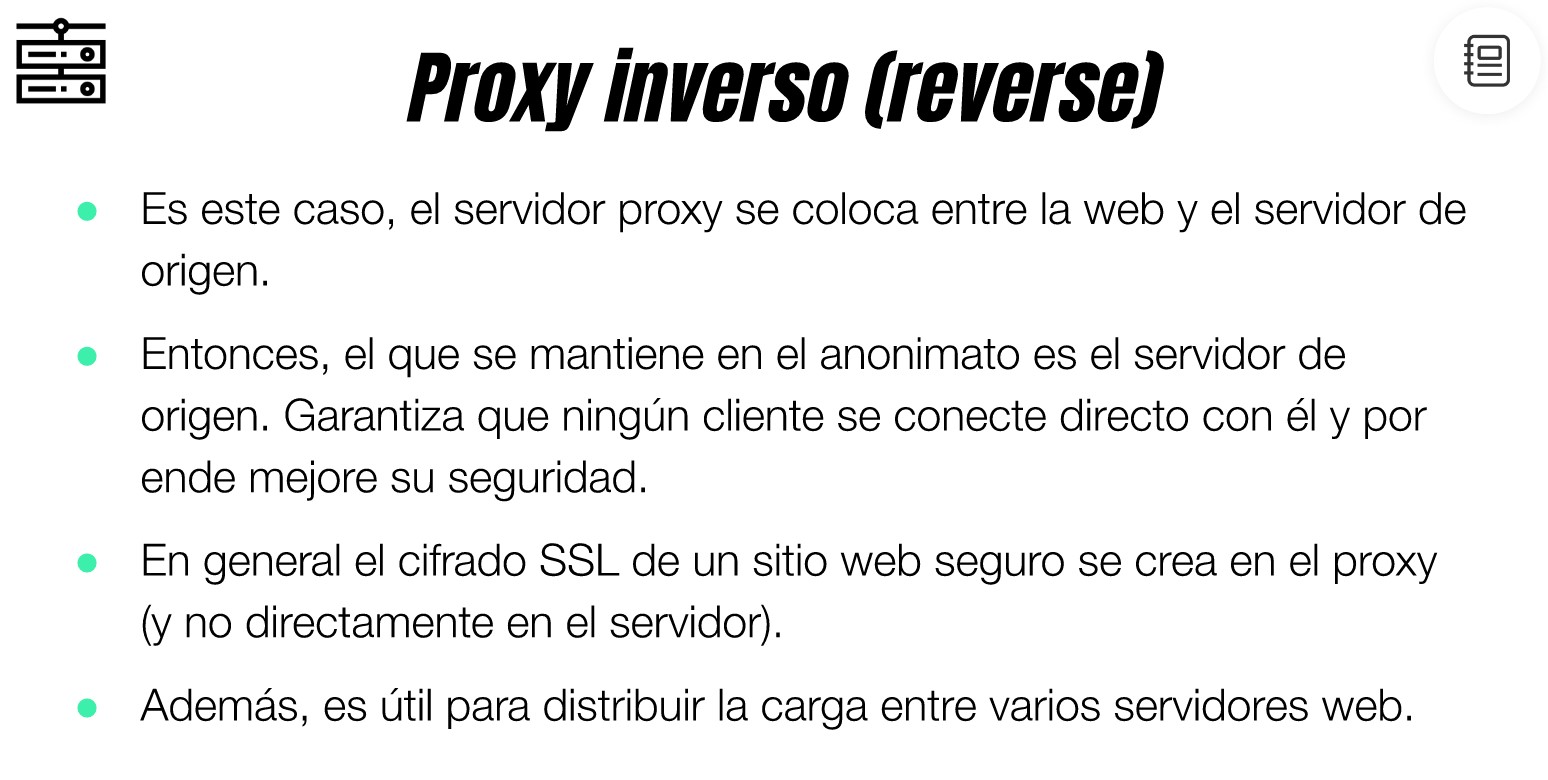 Proxy inverso (reverse)
Es este caso, el servidor proxy se coloca entre la web y el servidor de
origen.
Entonces, el que se mantiene en el anonimato es el servidor de
origen. Garantiza que ningún cliente se conecte directo con él y por
ende mejore su seguridad.
En general el cifrado SSL de un sitio web seguro se crea en el proxy
(y no directamente en el servidor).
Además, es útil para distribuir la carga entre varios servidores web.